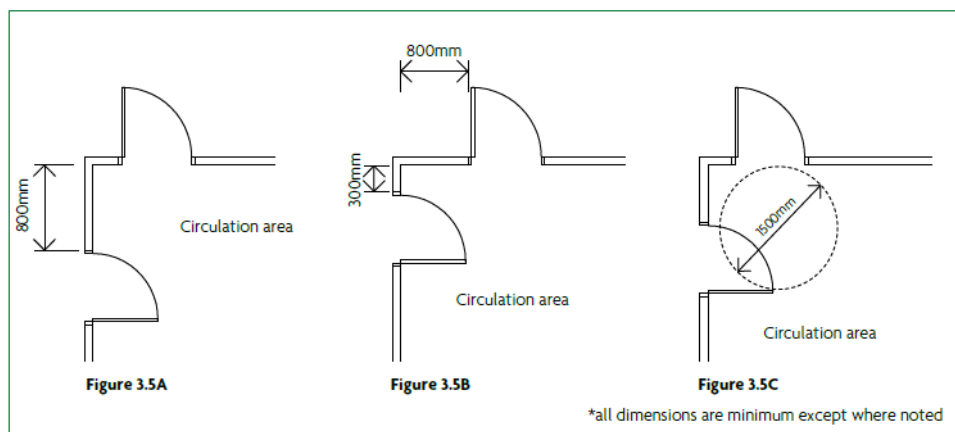 800mm
800mm
300mm
1500mm
Circulation area
Circulation area
Circulation area
Figure 3.5A
Figure 3.5B
Figure 3.5C
*all dimensions are minimum except where noted